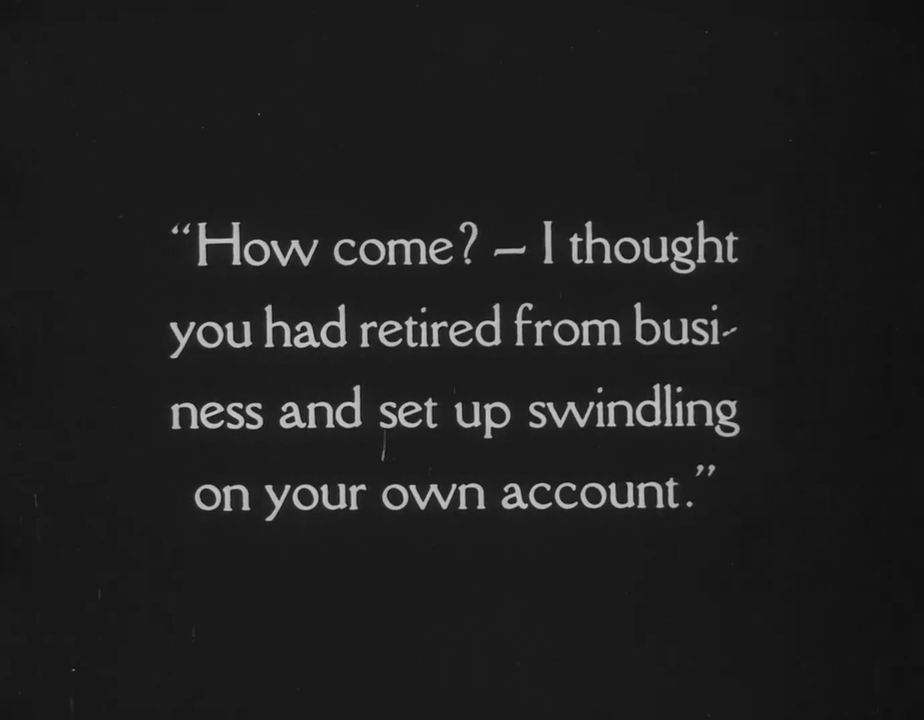 “How come? – I thought
you had retired from busi-
ness and set up swindling
on your own account.”